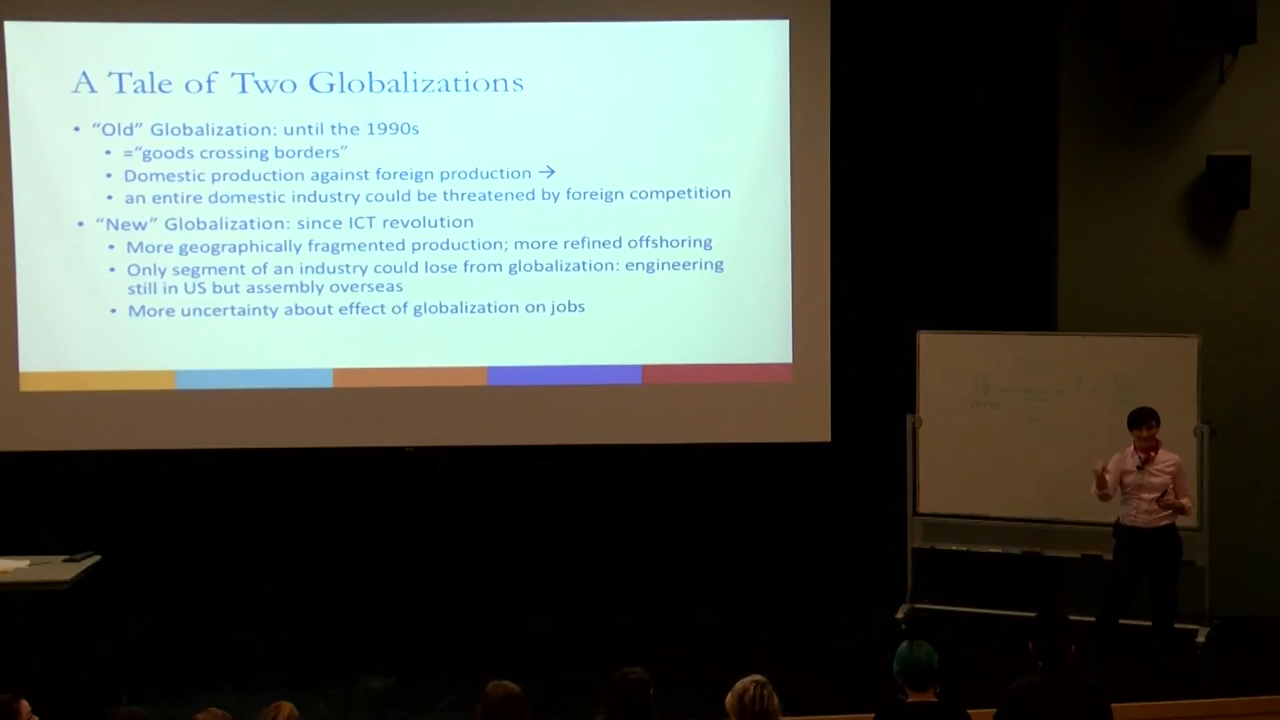 A Tale of Two Globalizations
• “Old” Globalization: until the 1990s
• =“goods crossing borders”
• Domestic production against foreign production →
• an entire domestic industry could be threatened by foreign competition
• “New” Globalization: since ICT revolution
• More geographically fragmented production; more refined offshoring
• Only segment of an industry could lose from globalization: engineering
still in US but assembly overseas
• More uncertainty about effect of globalization on jobs